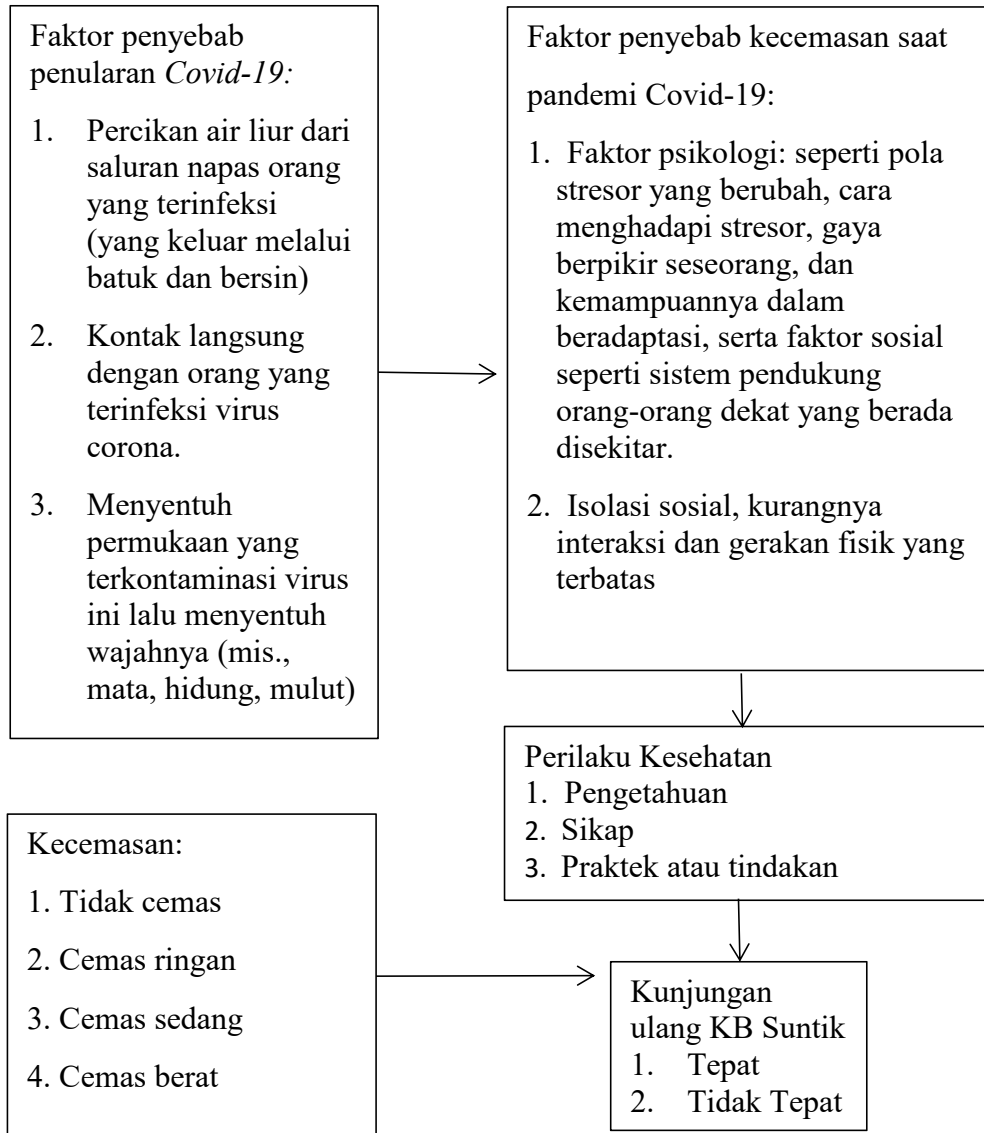 Faktor penyebab
penularan Covid-19:
1. Percikan air liur dari
saluran napas orang
yang terinfeksi
(yang keluar melalui
batuk dan bersin)
2. Kontak langsung
dengan orang yang
terinfeksi virus
corona.
3. Menyentuh
permukaan yang
terkontaminasi virus
ini lalu menyentuh
wajahnya (mis.,
mata, hidung, mulut)
Faktor penyebab kecemasan saat
pandemi Covid-19:
1. Faktor psikologi: seperti pola
stresor yang berubah, cara
menghadapi stresor, gaya
berpikir seseorang, dan
kemampuannya dalam
beradaptasi, serta faktor sosial
seperti sistem pendukung
orang-orang dekat yang berada
disekitar.
2. Isolasi sosial, kurangnya
interaksi dan gerakan fisik yang
terbatas
Perilaku Kesehatan
1. Pengetahuan
2. Sikap
3. Praktek atau tindakan
Kecemasan:
1. Tidak cemas
2. Cemas ringan
3. Cemas sedang
4. Cemas berat
Kunjungan
ulang KB Suntik
1. Tepat
2. Tidak Tepat